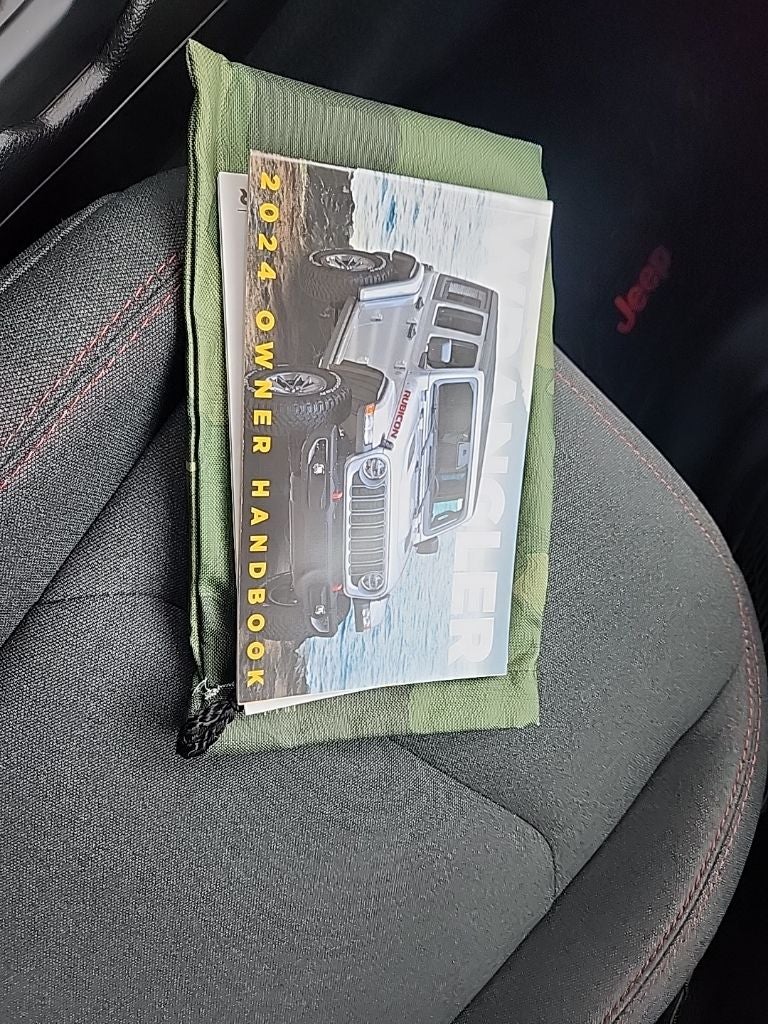 WRANGLER
RUBICON
2024 OWNER HANDBOOK
Jeep